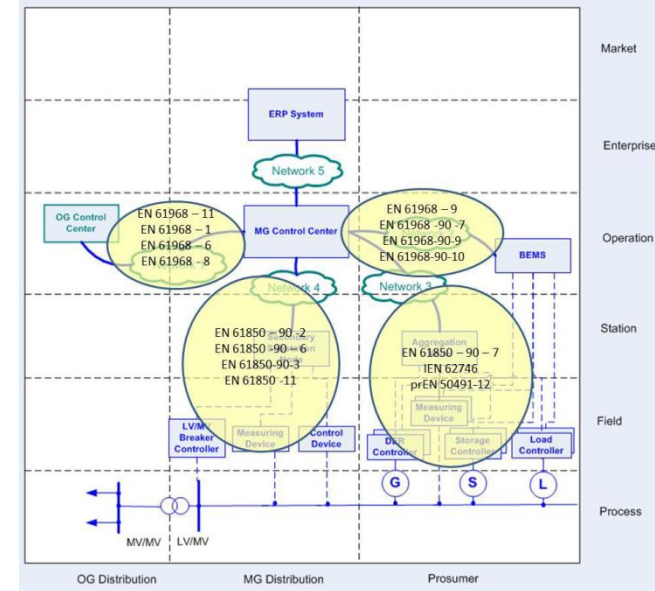 Market
ERP System
Enterprise
Network 5
OG Control
Center
EN 61968 – 11
EN 61968 – 1
EN 61968 – 6
EN 61968 - 8
MG Control Center
EN 61968 – 9
EN 61968 -90 -7
EN 61968-90-9
EN 61968-90-10
BEMS
Operation
Network 4
Network 3
Station
EN 61850 – 90 -2
EN 61850 -90 – 6
EN 61850-90-3
EN 61850 -11
Secondary
Node
Aggregation
EN 61850 – 90 – 7
IEN 62746
prEN 50491-12
Measuring
Device
Field
LV/MV
Breaker
Controller
Measuring
Device
Control
Device
DER
Controller
Storage
Controller
Load
Controller
G
S
L
Process
MV/MV
LV/MV
OG Distribution
MG Distribution
Prosumer